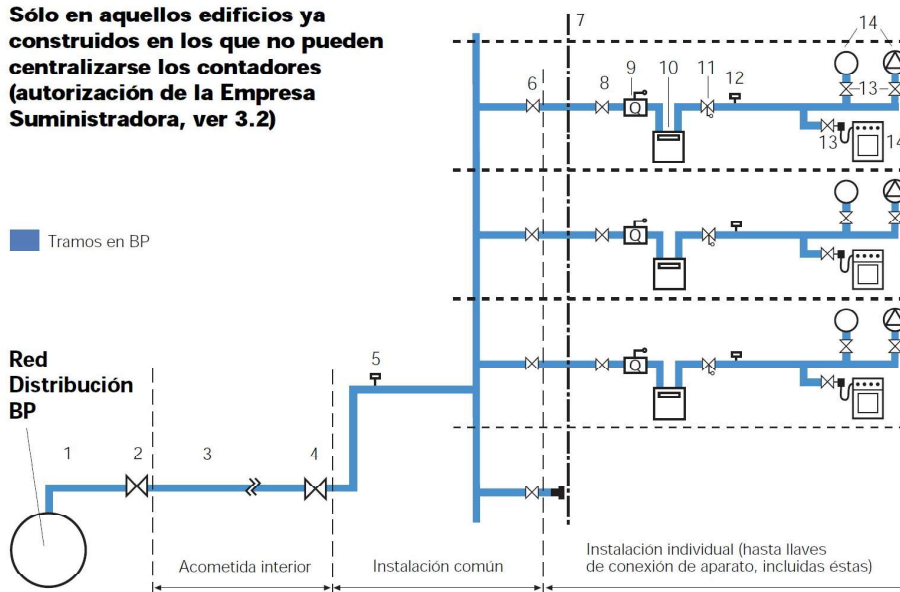 Sólo en aquellos edificios ya
construidos en los que no pueden
centralizarse los contadores
(autorización de la Empresa
Suministradora, ver 3.2)
7
14
6
8
9
10
11
12
13
Q
13
14
Tramos en BP
Q
Red
Distribución
BP
5
Q
1
2
3
4
Acometida interior
Instalación común
Instalación individual (hasta llaves
de conexión de aparato, incluidas éstas)